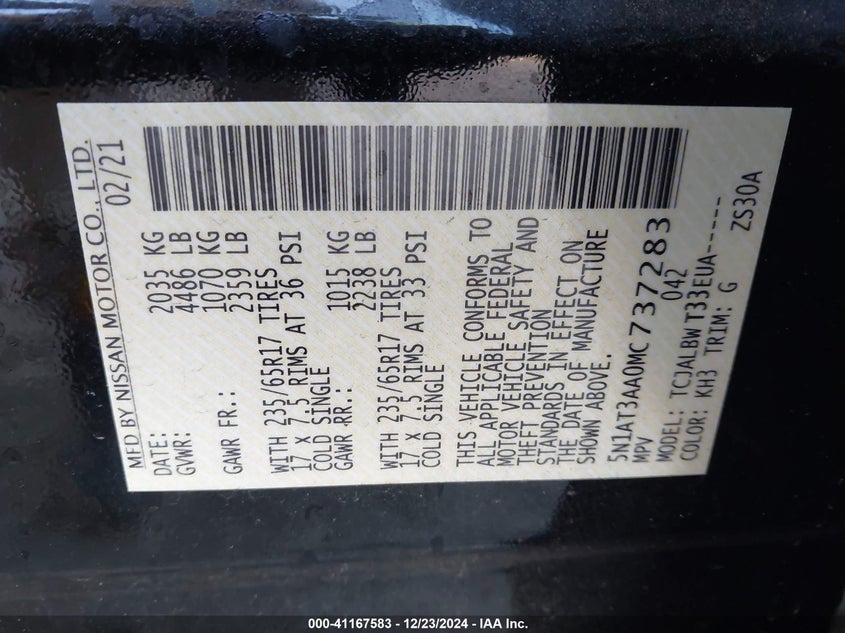 MFD BY NISSAN MOTOR CO., LTD.
DATE: 02/21
GVWR: 2035 KG
4486 LB
GAWR FR.: 1070 KG
2359 LB
WITH 235/65R17 TIRES
17 X 7.5 RIMS AT 36 PSI
COLD SINGLE
GAWR RR.: 1015 KG
2238 LB
WITH 235/65R17 TIRES
17 X 7.5 RIMS AT 33 PSI
COLD SINGLE
THIS VEHICLE CONFORMS TO
ALL APPLICABLE FEDERAL
MOTOR VEHICLE SAFETY AND
THEFT PREVENTION
STANDARDS IN EFFECT ON
THE DATE OF MANUFACTURE
SHOWN ABOVE.
5N1AT3AA0MC737283
MPV 042
MODEL: TCJALBWT33EUA-----
COLOR: KH3 TRIM: G ZS30A
000-41167583 - 12/23/2024 - IAA Inc.